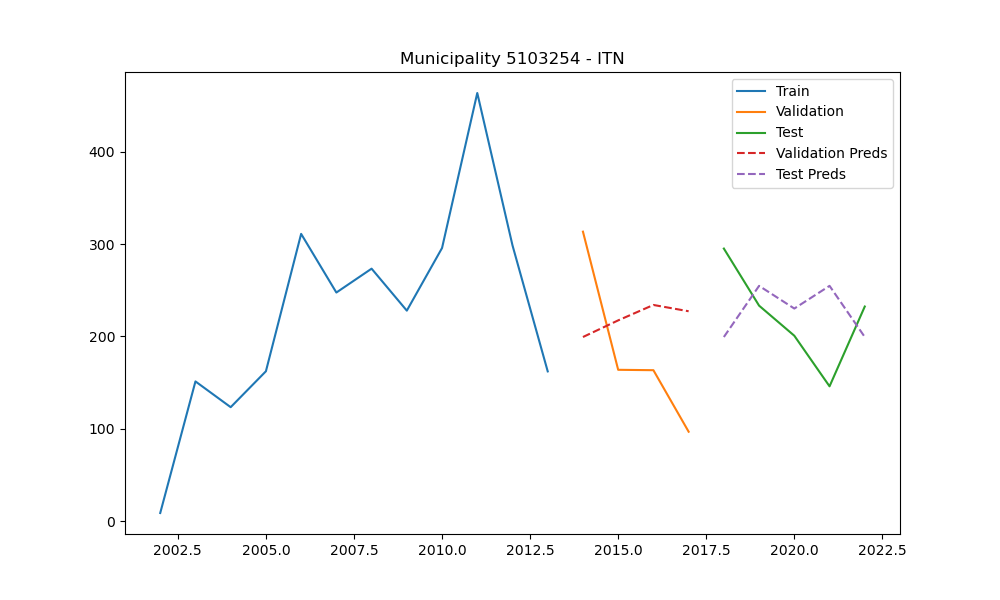 Municipality 5103254 - ITN
Train
Validation
Test
Validation Preds
Test Preds
400
300
200
100
0
2002.5 2005.0 2007.5 2010.0 2012.5 2015.0 2017.5 2020.0 2022.5